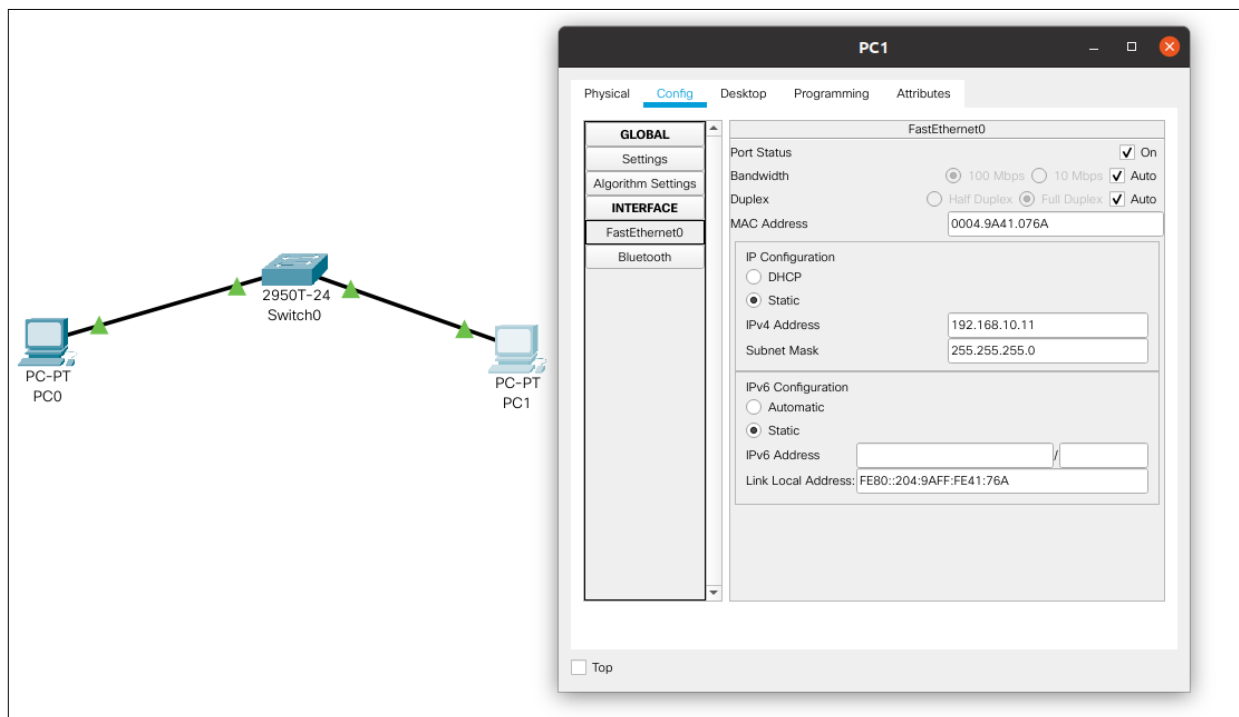 PC1
Physical Config Desktop Programming Attributes
GLOBAL
Settings
Algorithm Settings
INTERFACE
FastEthernet0
Bluetooth
FastEthernet0
Port Status On
Bandwidth 100 Mbps 10 Mbps Auto
Duplex Half Duplex Full Duplex Auto
MAC Address 0004.9A41.076A
IP Configuration
DHCP
Static
IPv4 Address 192.168.10.11
Subnet Mask 255.255.255.0
IPv6 Configuration
Automatic
Static
IPv6 Address /
Link Local Address: FE80::204:9AFF:FE41:76A
Top
2950T-24
Switch0
PC-PT
PC0
PC-PT
PC1